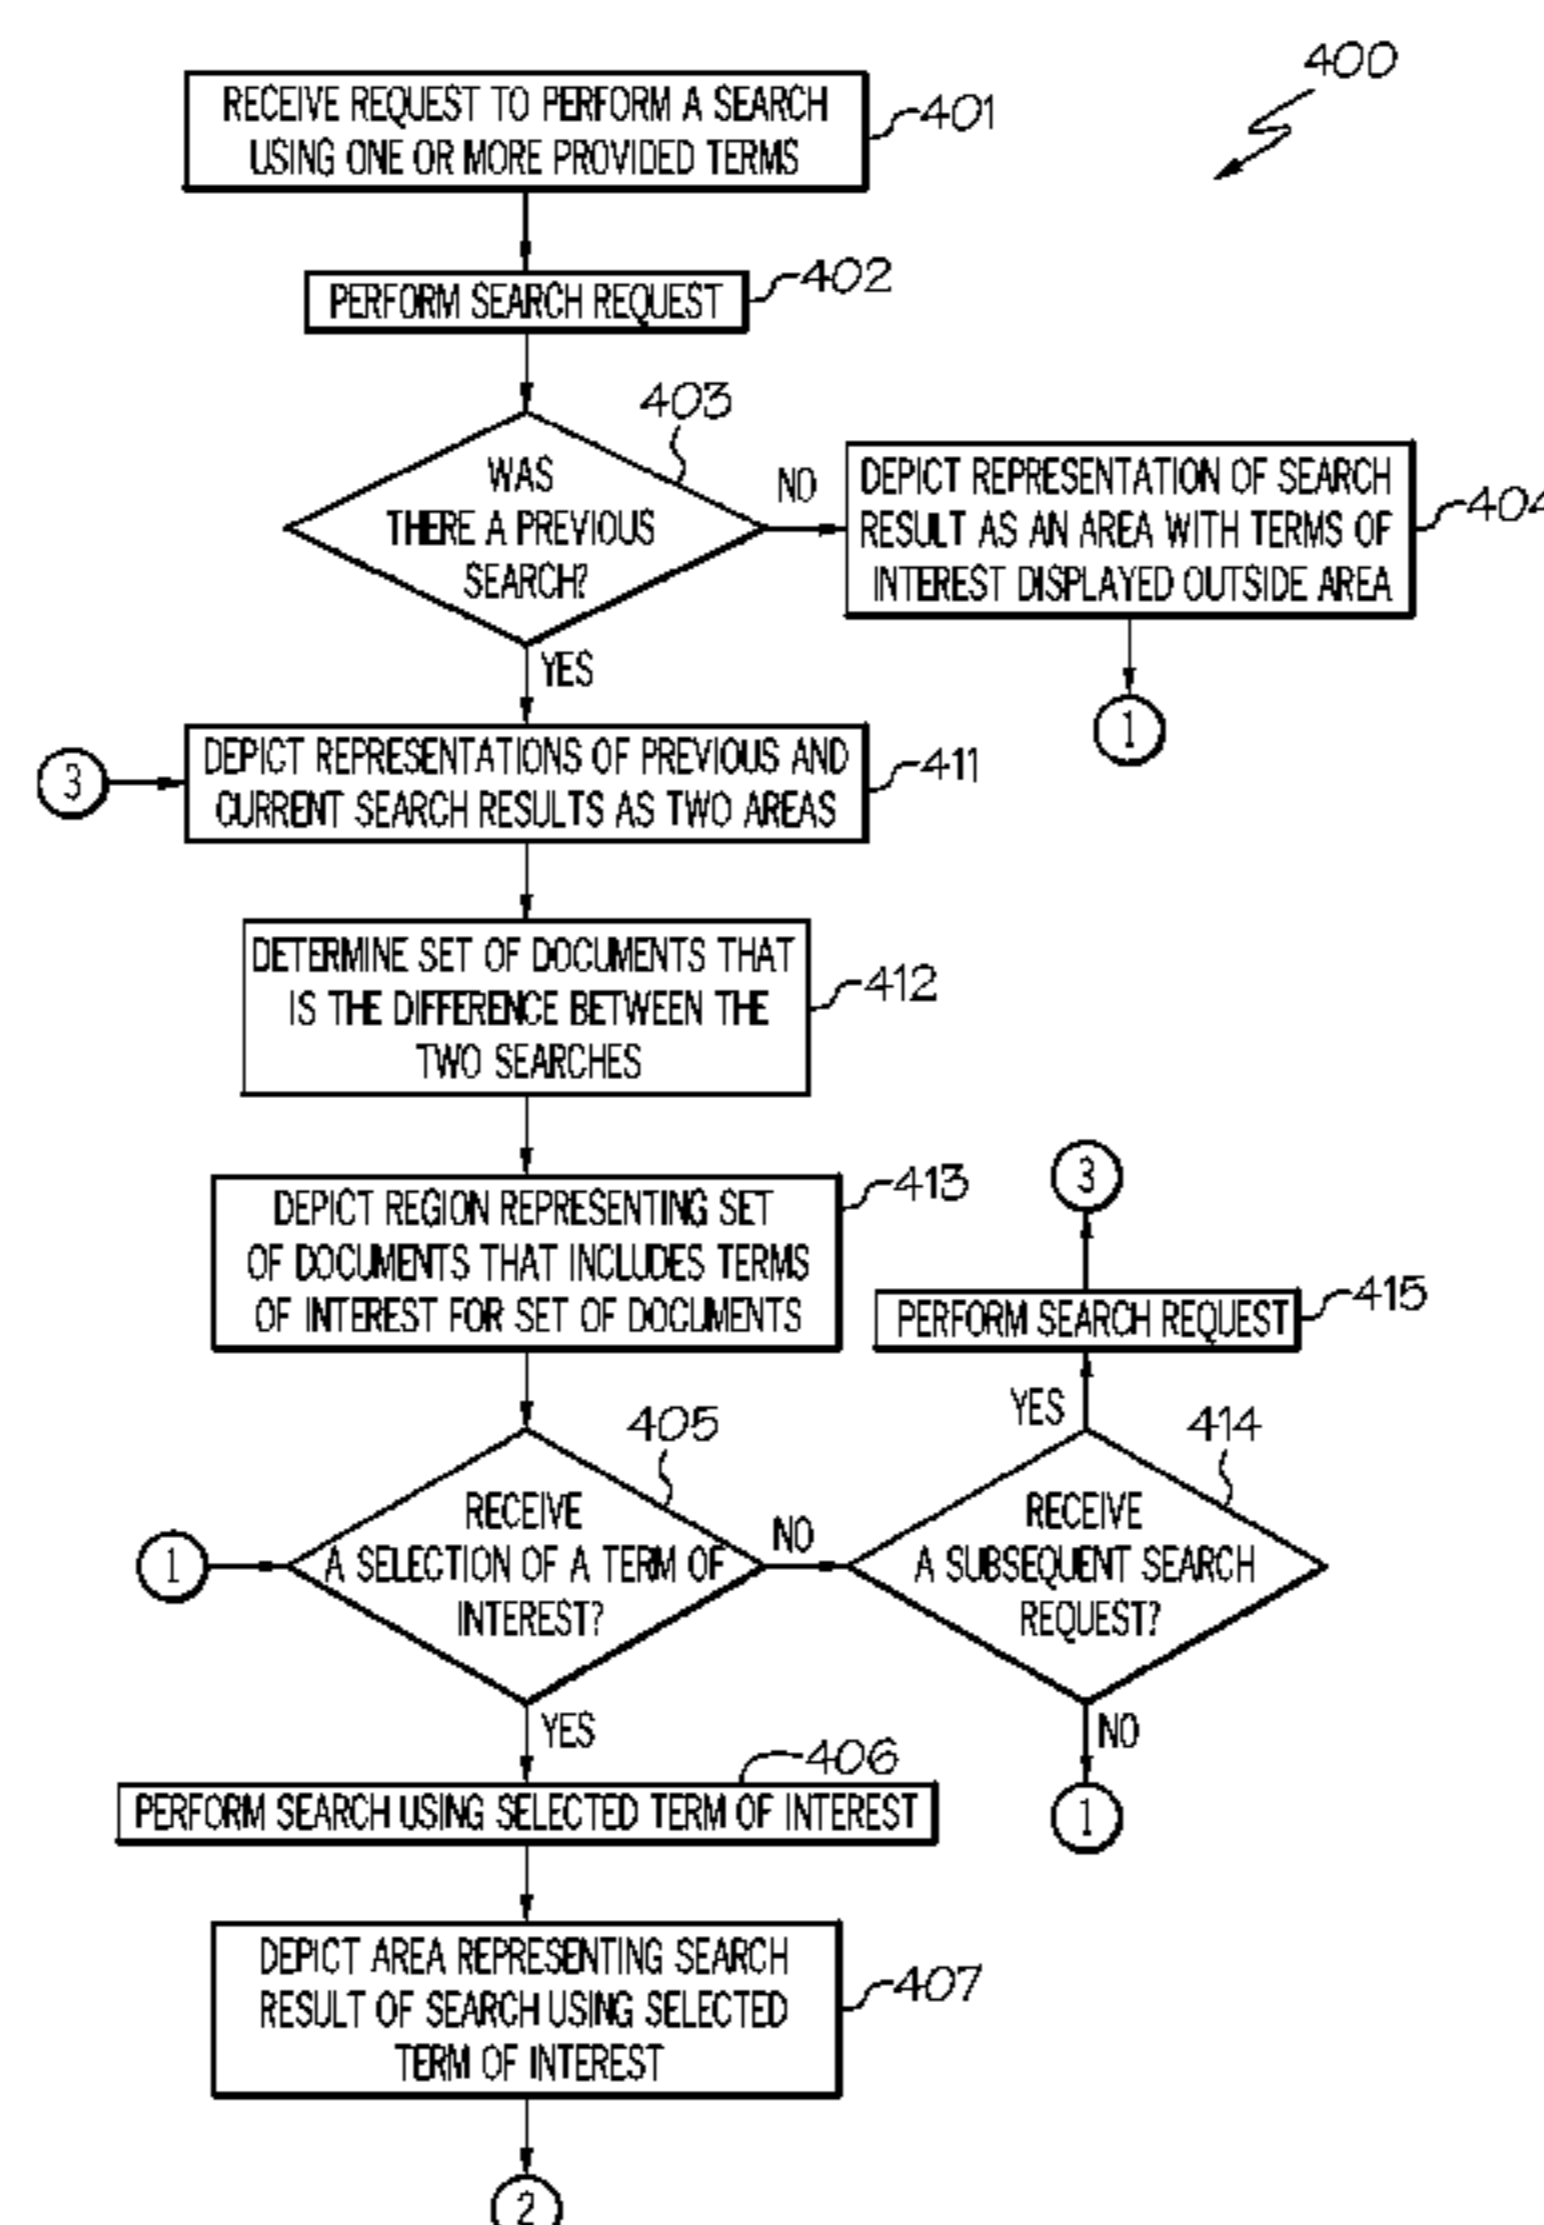 400
RECEIVE REQUEST TO PERFORM A SEARCH
USING ONE OR MORE PROVIDED TERMS
401
PERFORM SEARCH REQUEST
402
403
WAS
THERE A PREVIOUS
SEARCH?
NO
DEPICT REPRESENTATION OF SEARCH
RESULT AS AN AREA WITH TERMS OF
INTEREST DISPLAYED OUTSIDE AREA
404
YES
1
3
DEPICT REPRESENTATIONS OF PREVIOUS AND
CURRENT SEARCH RESULTS AS TWO AREAS
411
DETERMINE SET OF DOCUMENTS THAT
IS THE DIFFERENCE BETWEEN THE
TWO SEARCHES
412
DEPICT REGION REPRESENTING SET
OF DOCUMENTS THAT INCLUDES TERMS
OF INTEREST FOR SET OF DOCUMENTS
413
3
PERFORM SEARCH REQUEST
415
YES
405
414
1
RECEIVE
A SELECTION OF A TERM OF
INTEREST?
NO
RECEIVE
A SUBSEQUENT SEARCH
REQUEST?
YES
NO
406
PERFORM SEARCH USING SELECTED TERM OF INTEREST
1
DEPICT AREA REPRESENTING SEARCH
RESULT OF SEARCH USING SELECTED
TERM OF INTEREST
407
2